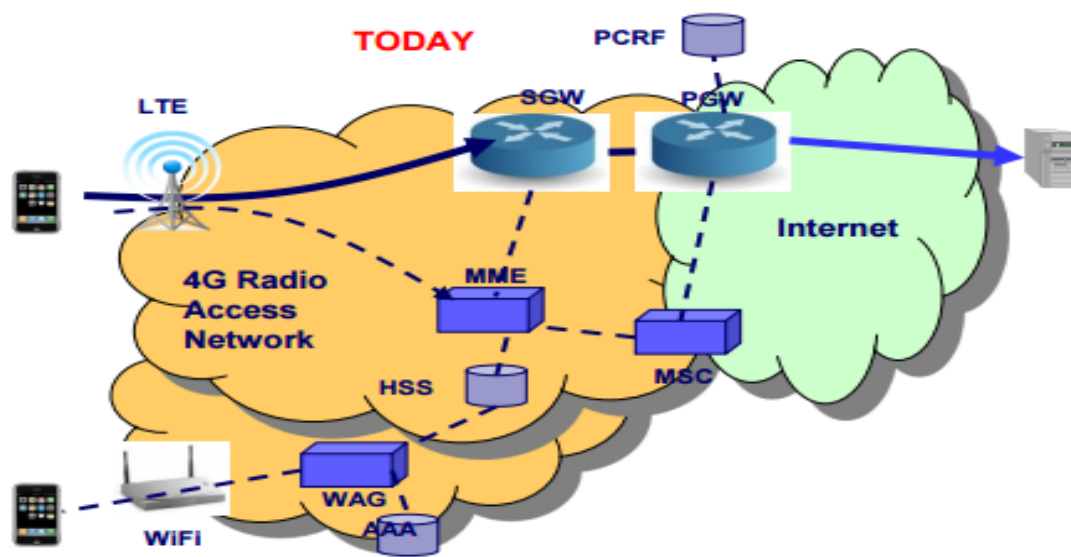 TODAY
PCRF
SGW
PGW
LTE
Internet
4G Radio
Access
Network
MME
HSS
MSC
WAG
AAA
WiFi